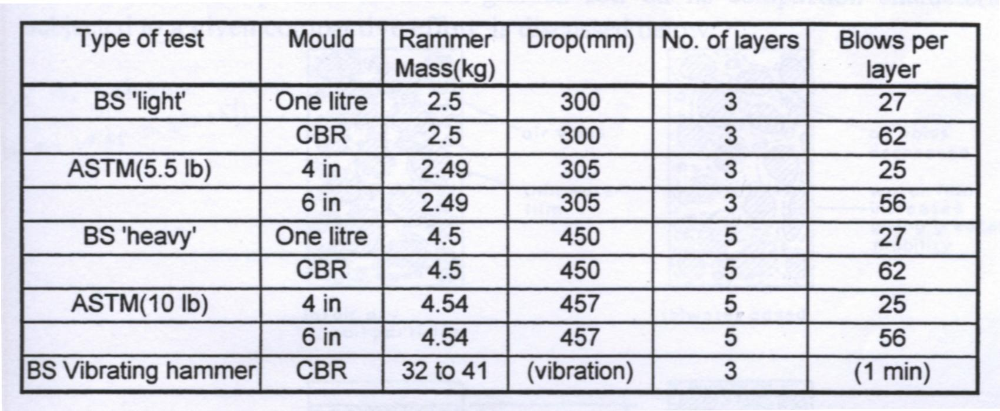 Type of test Mould Rammer Mass(kg) Drop(mm) No. of layers Blows per layer
BS 'light' One litre 2.5 300 3 27
CBR 2.5 300 3 62
ASTM(5.5 lb) 4 in 2.49 305 3 25
6 in 2.49 305 3 56
BS 'heavy' One litre 4.5 450 5 27
CBR 4.5 450 5 62
ASTM(10 lb) 4 in 4.54 457 5 25
6 in 4.54 457 5 56
BS Vibrating hammer CBR 32 to 41 (vibration) 3 (1 min)